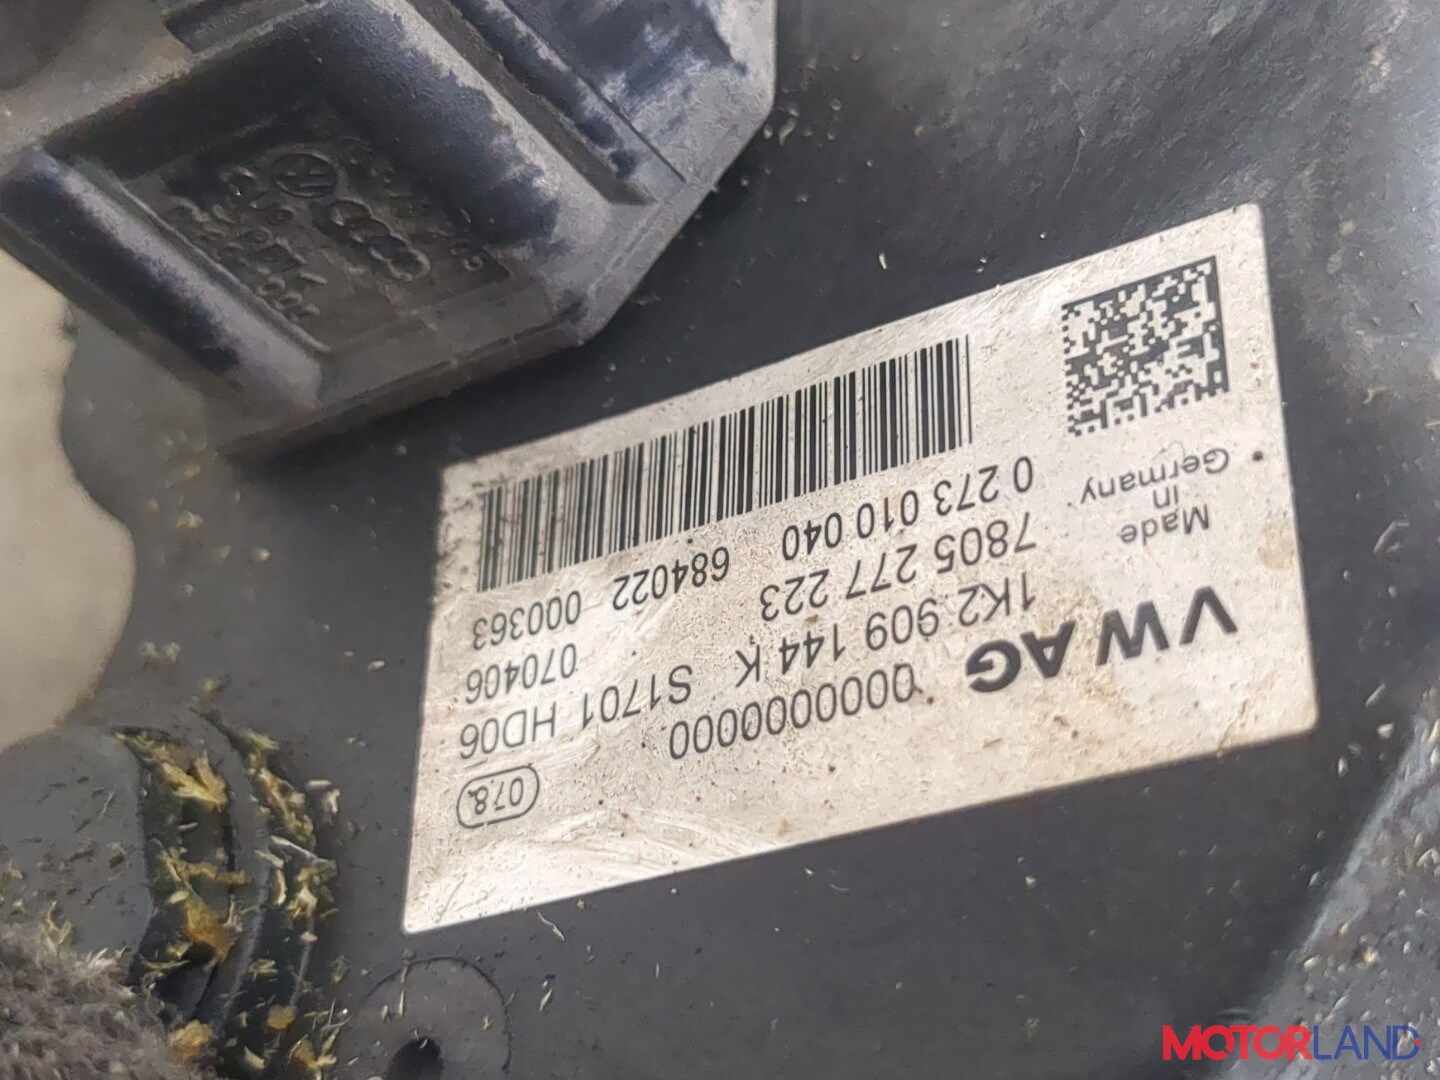 078
0000000000
VW AG
1K2 909 144 K S1701 HD06
7805 277 223 070406
0 273 010 040 684022 000363
Made
in
Germany
MOTORLAND